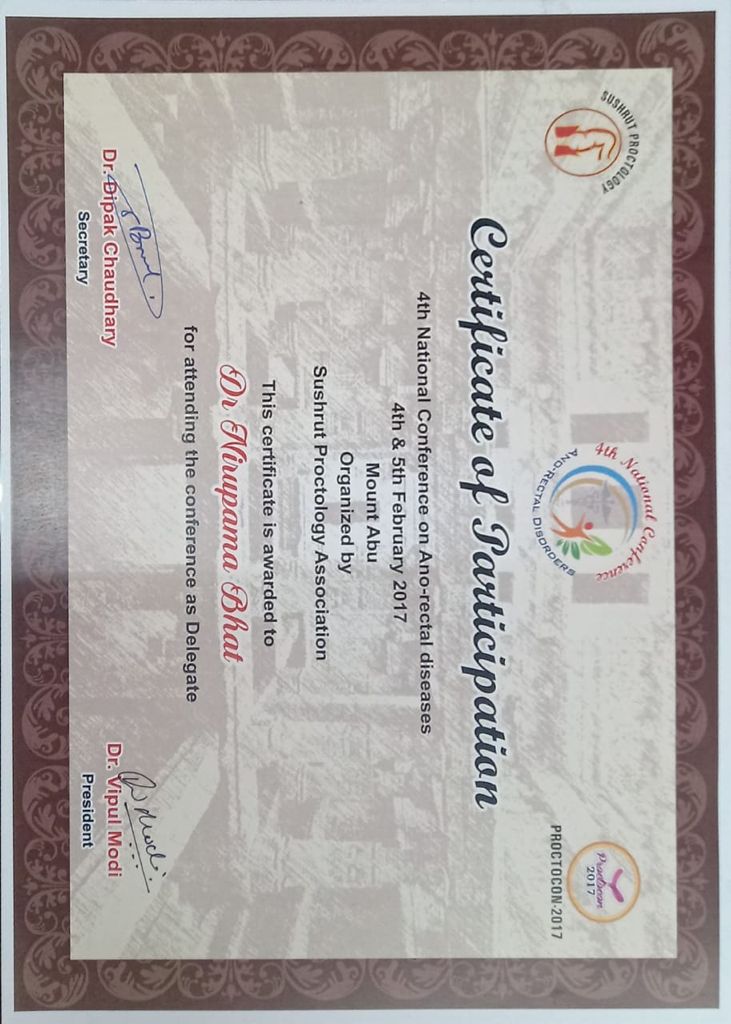 SUSHRUT PROCTOLOGY
4th National Conference
ANO-RECTAL DISORDERS
Proctocon
2017
PROCTOCON-2017
Certificate of Participation
4th National Conference on Ano-rectal diseases
4th & 5th February 2017
Mount Abu
Organized by
Sushrut Proctology Association
This certificate is awarded to
Dr Nirupama Bhat
for attending the conference as Delegate
Dr. Dipak Chaudhary
Secretary
Dr. Vipul Modi
President